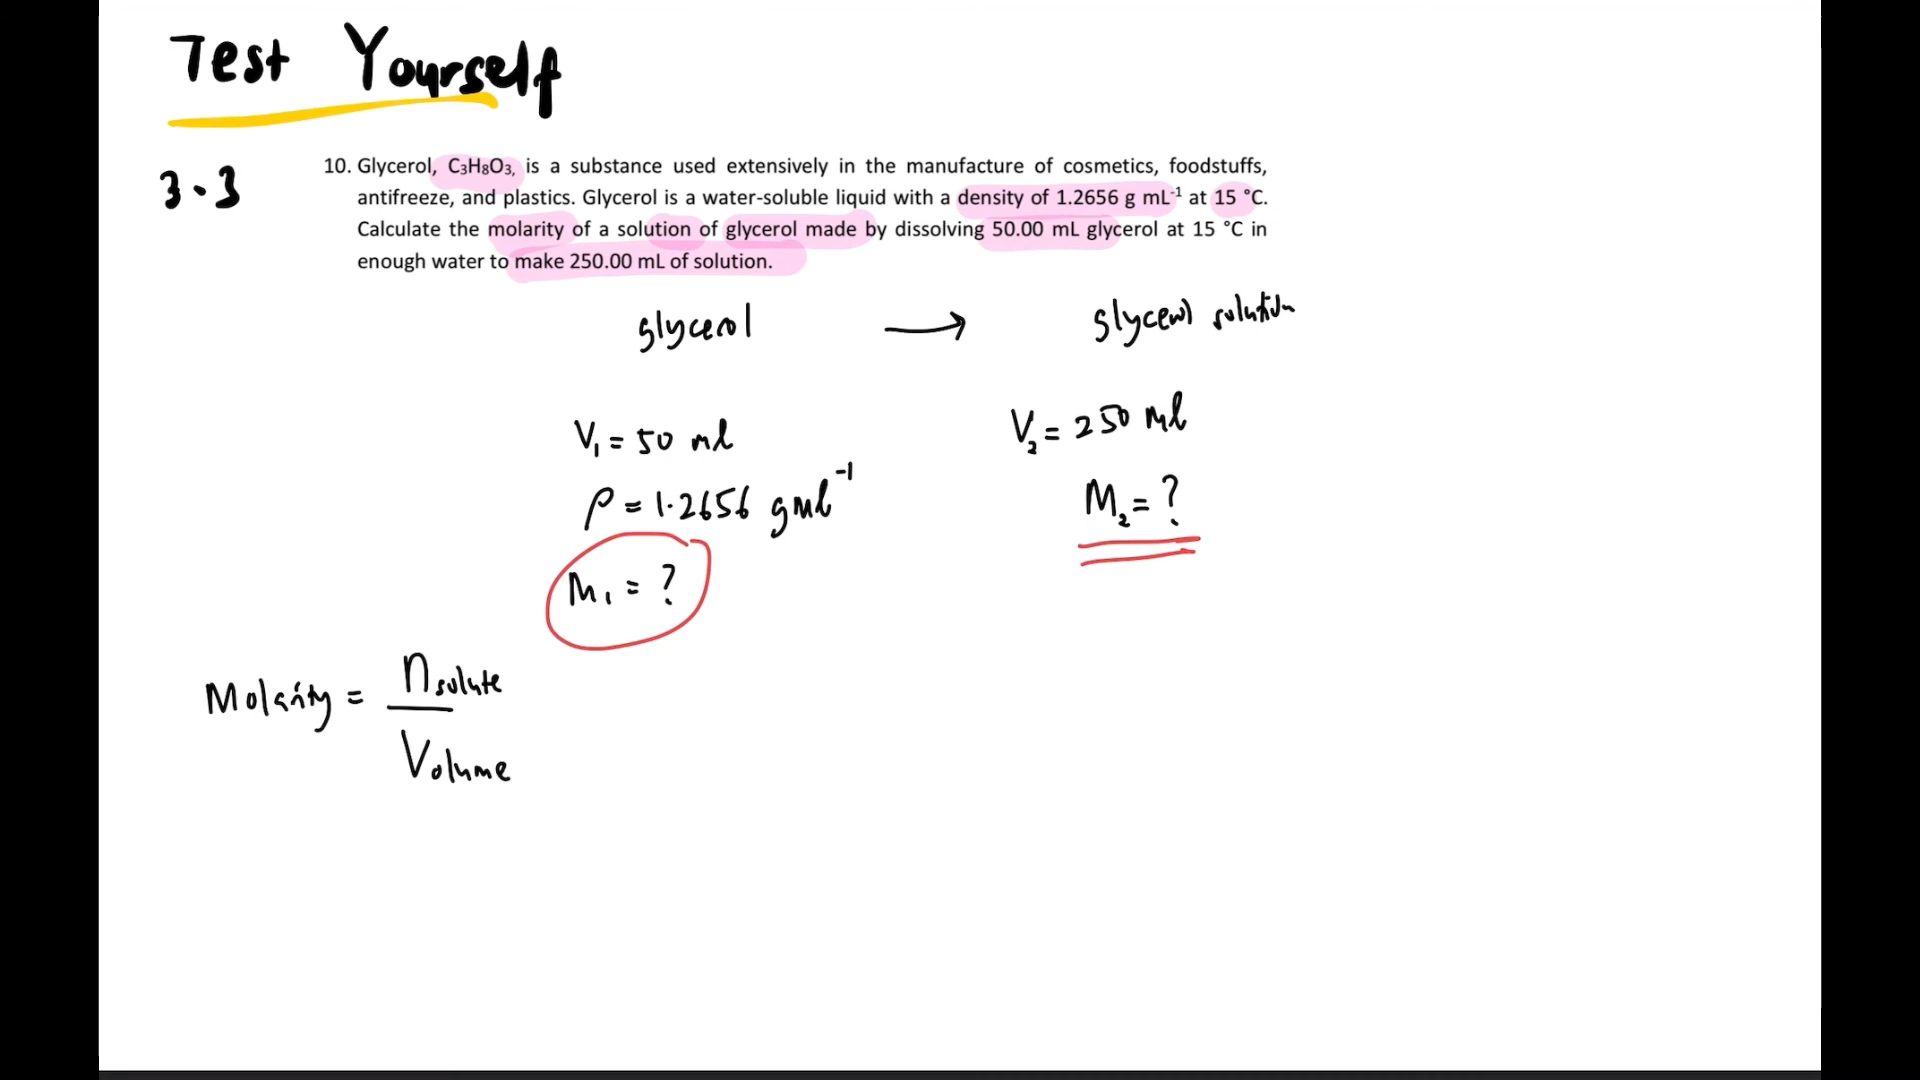 Test Yourself
3.3
10. Glycerol, C₃H₈O₃, is a substance used extensively in the manufacture of cosmetics, foodstuffs,
antifreeze, and plastics. Glycerol is a water-soluble liquid with a density of 1.2656 g mL⁻¹ at 15 °C.
Calculate the molarity of a solution of glycerol made by dissolving 50.00 mL glycerol at 15 °C in
enough water to make 250.00 mL of solution.
glycerol → glycerol solution
V₁ = 50 ml V₂ = 250 ml
ρ = 1.2656 gml⁻¹ M₂ = ?
M₁ = ?
Molarity = nsolute
Volume